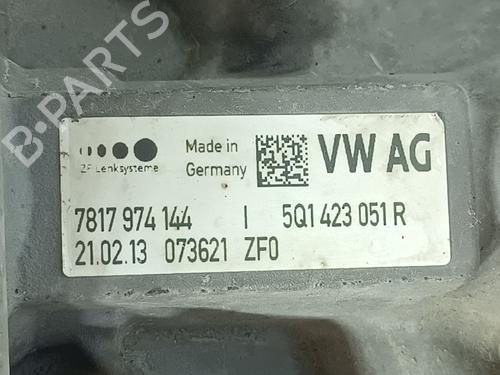 B-PARTS
ZF Lenksysteme
Made in
Germany
VW AG
7817 974 144 I 5Q1 423 051 R
21.02.13 073621 ZF0